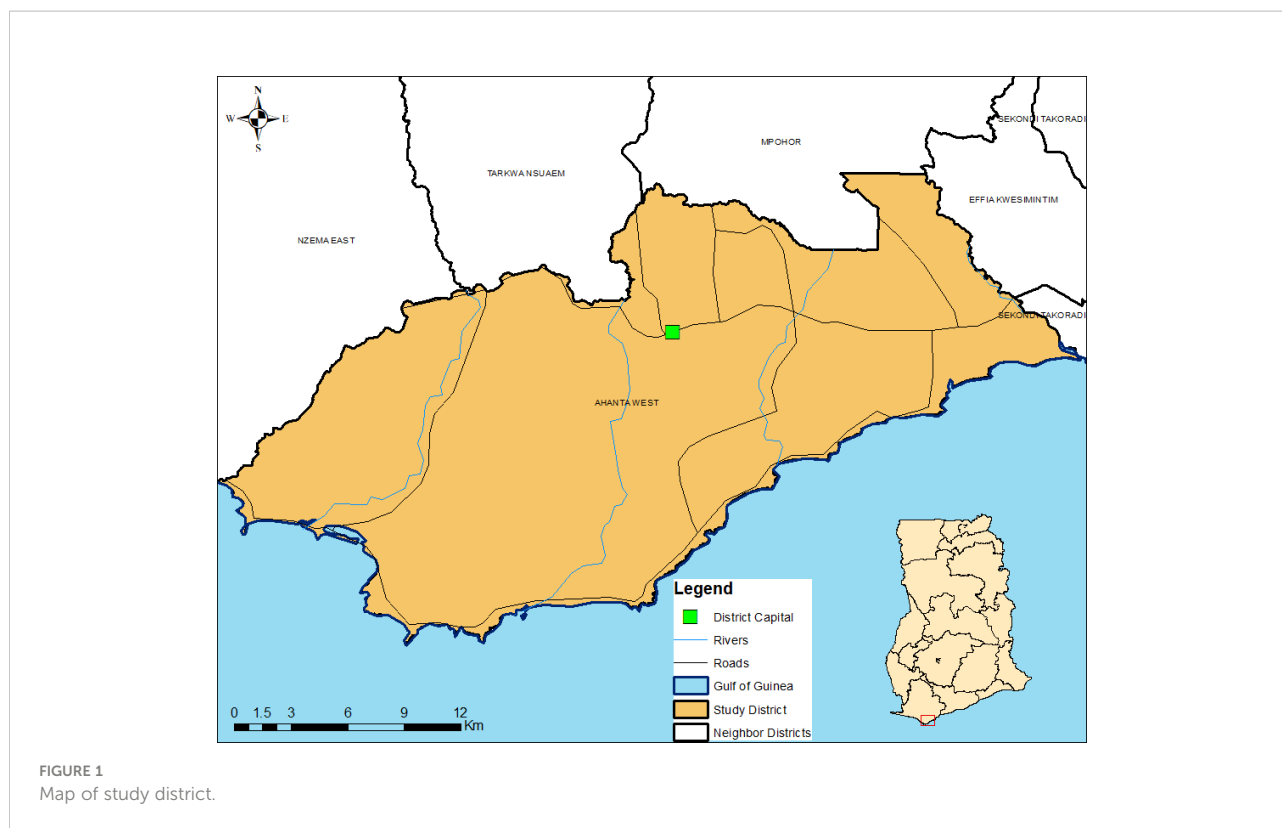 N
W E
S
SEKONDI TAKORADI
MPOHOR
TARKWA NSUAEM
EFFIA KWESIMINTIM
NZEMA EAST
SEKONDI TAKORADI
AHANTA WEST
Legend
District Capital
Rivers
Roads
Gulf of Guinea
Study District
Neighbor Districts
0 1.5 3 6 9 12
Km
FIGURE 1
Map of study district.